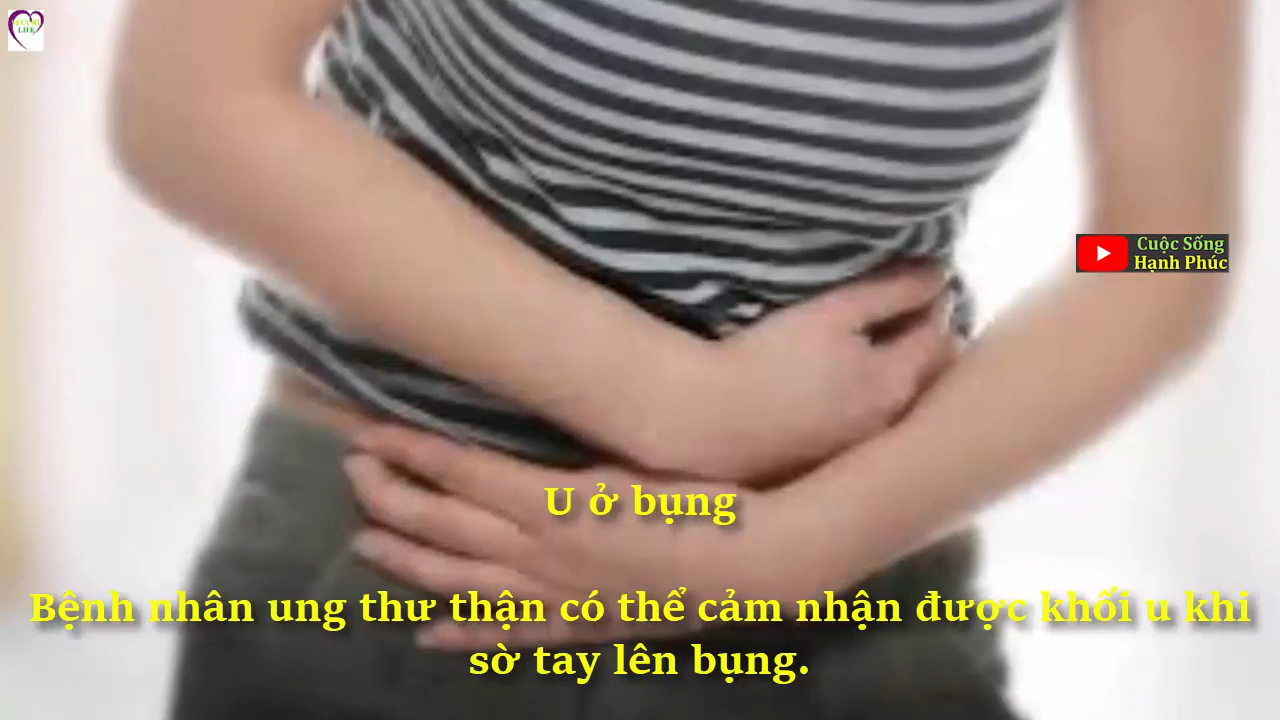 LIFE
Cuộc Sống
Hạnh Phúc
U ở bụng
Bệnh nhân ung thư thận có thể cảm nhận được khối u khi
sờ tay lên bụng.